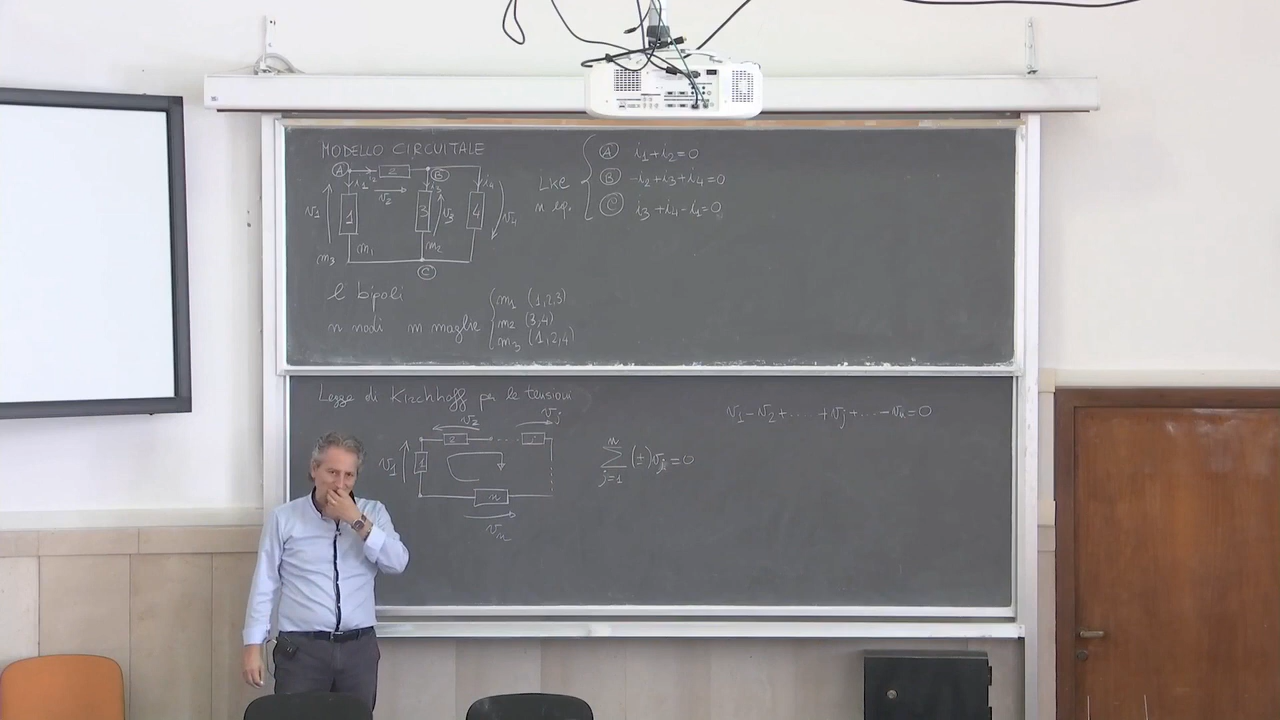 MODELLO CIRCUITALE
A i1 i2 2 B i3 i4
v1 1 v2 3 v3 4 v4
m3 m1 m2
C
l bipoli
n nodi m maglie
m1 (1,2,3)
m2 (3,4)
m3 (1,2,4)
LKC
n eq.
A i1+i2=0
B -i2+i3+i4=0
C i3+i4-i1=0
Legge di Kirchhoff per le tensioni
v2 vj
v1 1 2 ....
n
vn
∑ j=1 n (±)vj=0
v1-v2+....+vj+....-vn=0